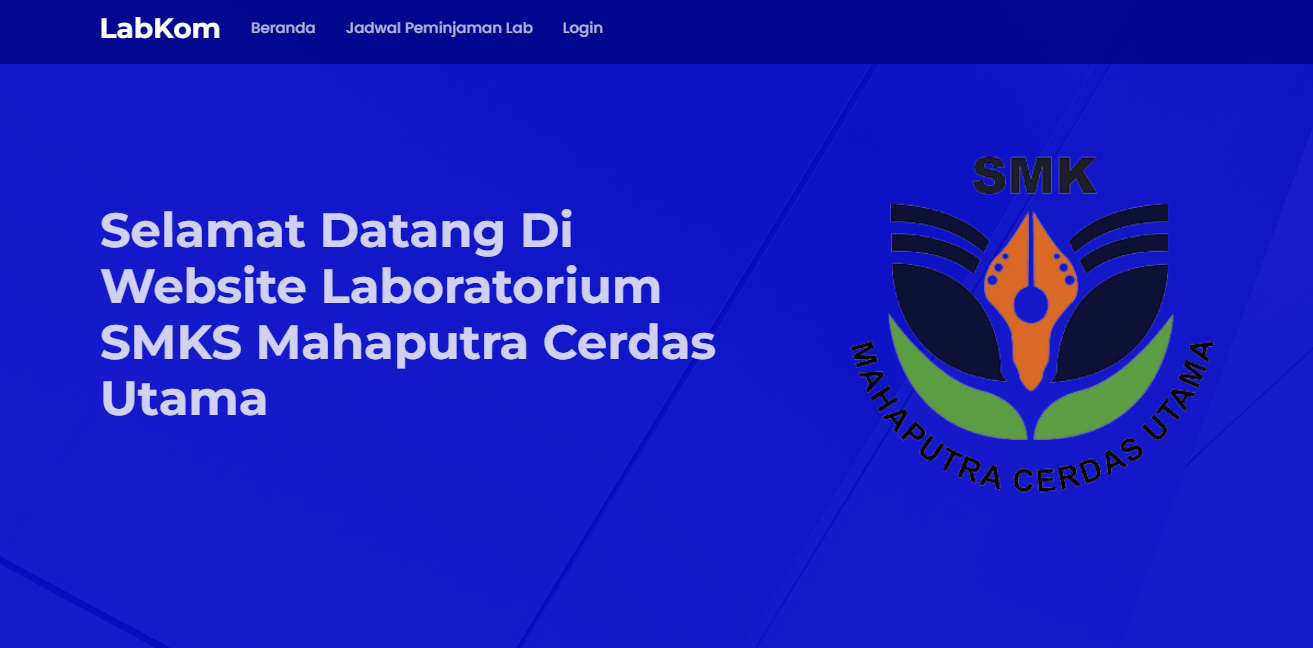 LabKom
Beranda
Jadwal Peminjaman Lab
Login
Selamat Datang Di
Website Laboratorium
SMKS Mahaputra Cerdas
Utama
SMK
MAHAPUTRA CERDAS UTAMA